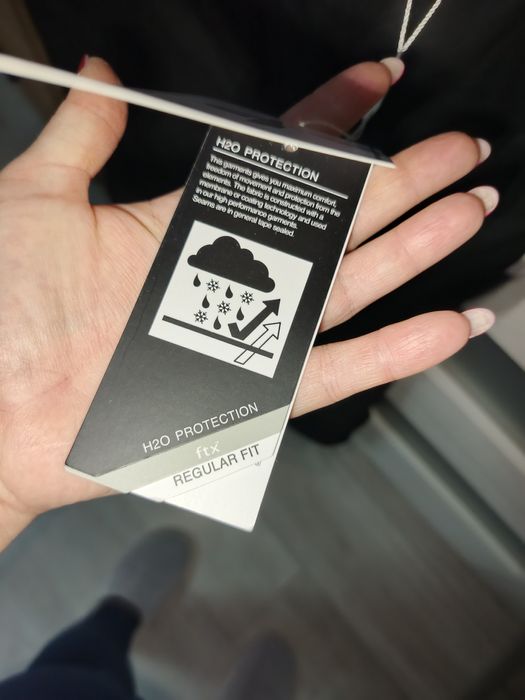 H2O PROTECTION
This garments gives you maximum comfort,
freedom of movement and protection from the
elements. The fabric is constructed with a
membrane or coating technology and used
in our high performance garments.
Seams are in general tape sealed.
H2O PROTECTION
ftx
REGULAR FIT